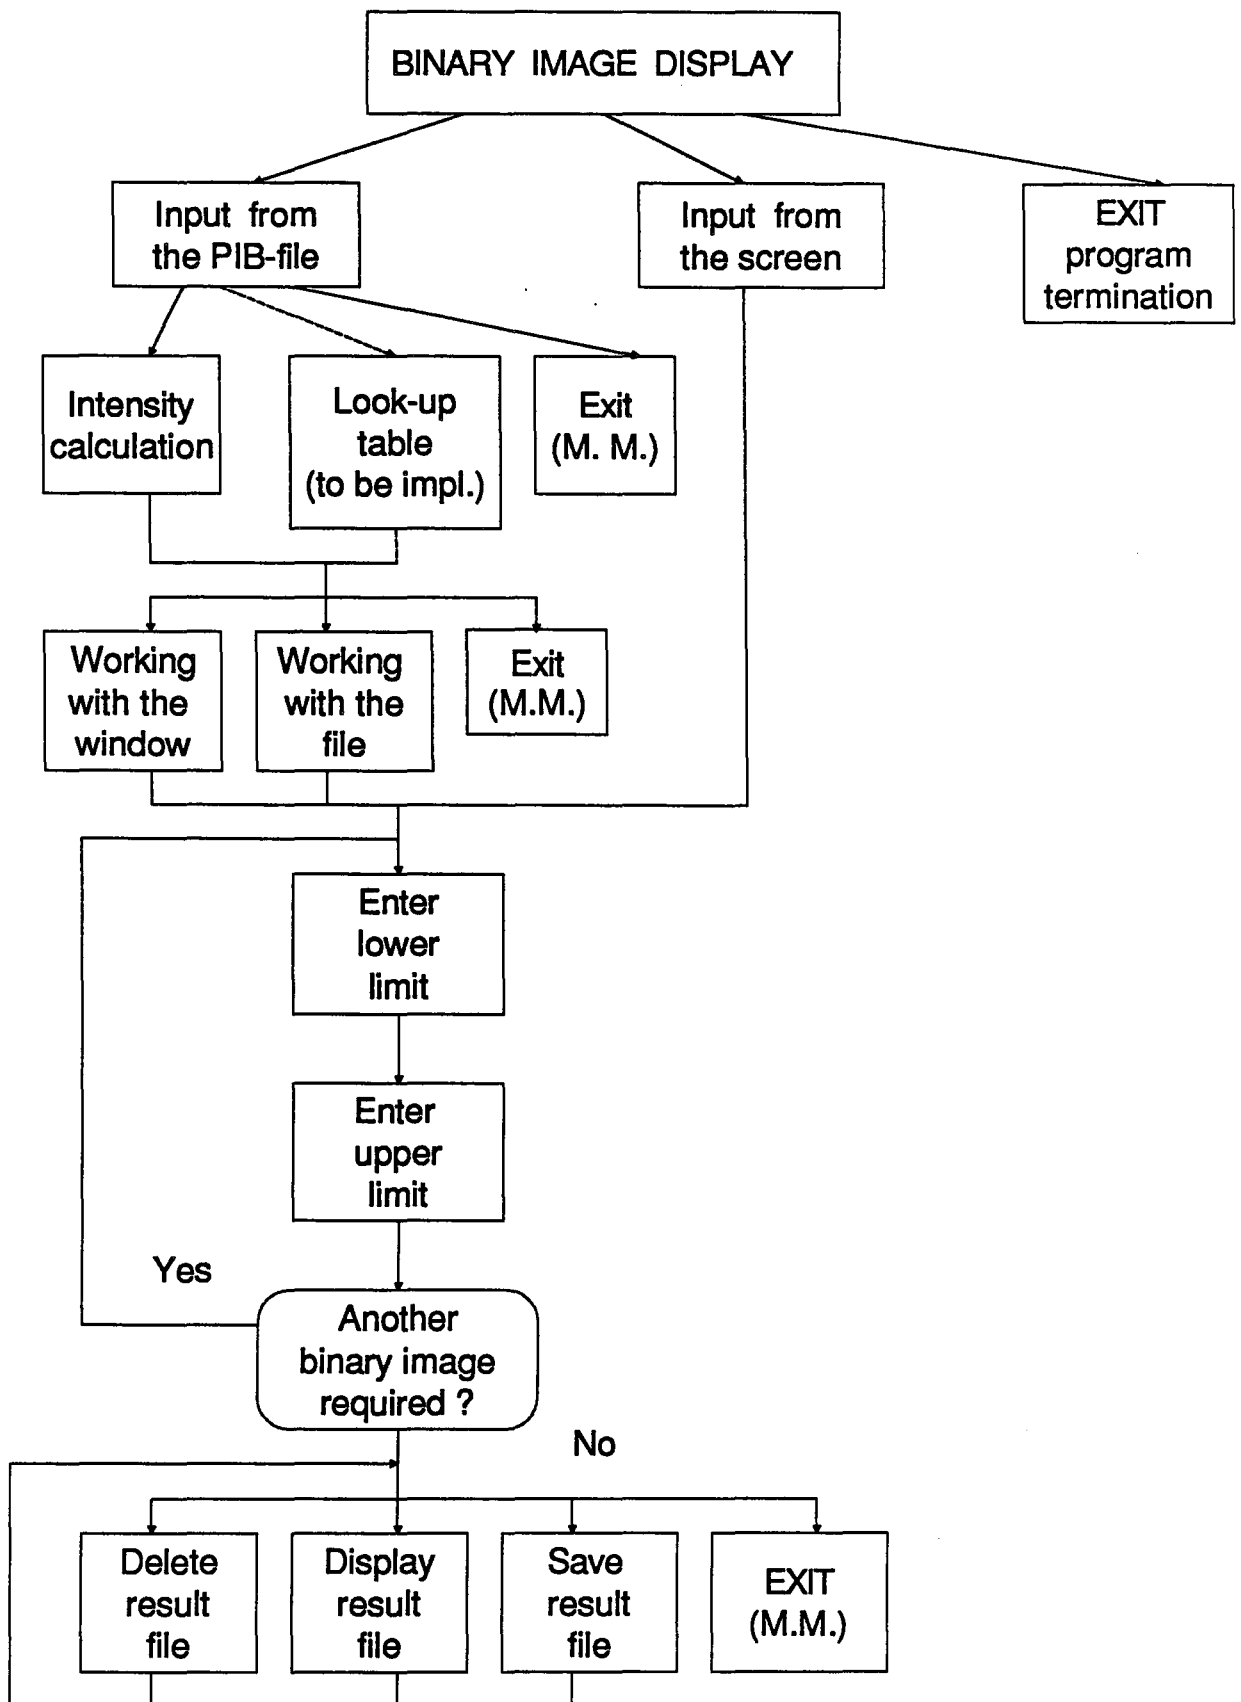 BINARY IMAGE DISPLAY
Input from
the PIB-file
Input from
the screen
EXIT
program
termination
Intensity
calculation
Look-up
table
(to be impl.)
Exit
(M. M.)
Working
with the
window
Working
with the
file
Exit
(M.M.)
Enter
lower
limit
Enter
upper
limit
Yes
Another
binary image
required ?
No
Delete
result
file
Display
result
file
Save
result
file
EXIT
(M.M.)